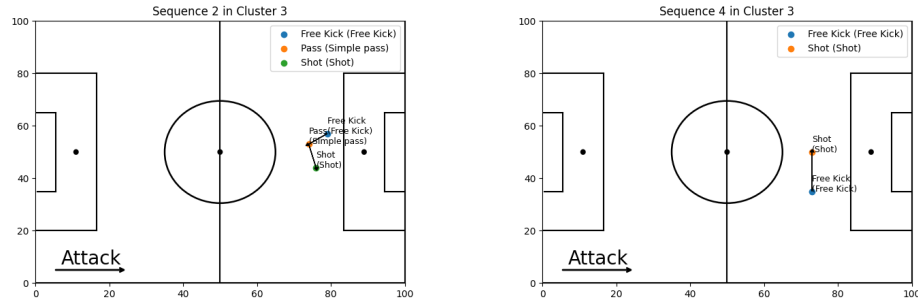 Sequence 2 in Cluster 3
100
80
60
40
20
0
0 20 40 60 80 100
Free Kick (Free Kick)
Pass (Simple pass)
Shot (Shot)
Free Kick
(Free Kick)
Pass
(Simple pass)
Shot
(Shot)
Attack
Sequence 4 in Cluster 3
100
80
60
40
20
0
0 20 40 60 80 100
Free Kick (Free Kick)
Shot (Shot)
Shot
(Shot)
Free Kick
(Free Kick)
Attack